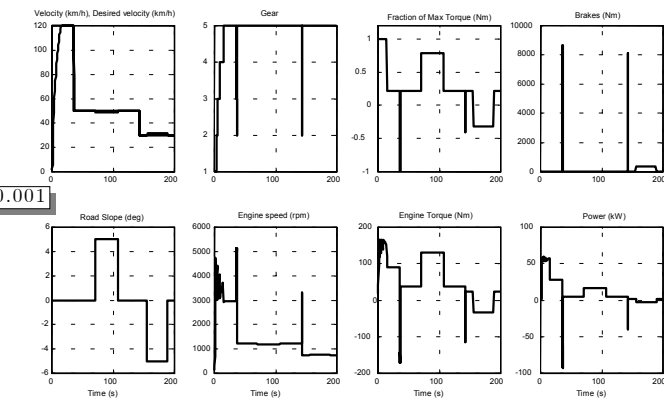 Velocity (km/h), Desired velocity (km/h)
120
100
80
60
40
20
0
0 100 200
Gear
5
4
3
2
1
0 100 200
Fraction of Max Torque (Nm)
1
0.5
0
-0.5
-1
0 100 200
Brakes (Nm)
10000
8000
6000
4000
2000
0
0 100 200
0.001
Road Slope (deg)
6
4
2
0
-2
-4
-6
0 100 200
Time (s)
Engine speed (rpm)
6000
5000
4000
3000
2000
1000
0
0 100 200
Time (s)
Engine Torque (Nm)
200
100
0
-100
-200
0 100 200
Time (s)
Power (kW)
100
50
0
-50
-100
0 100 200
Time (s)